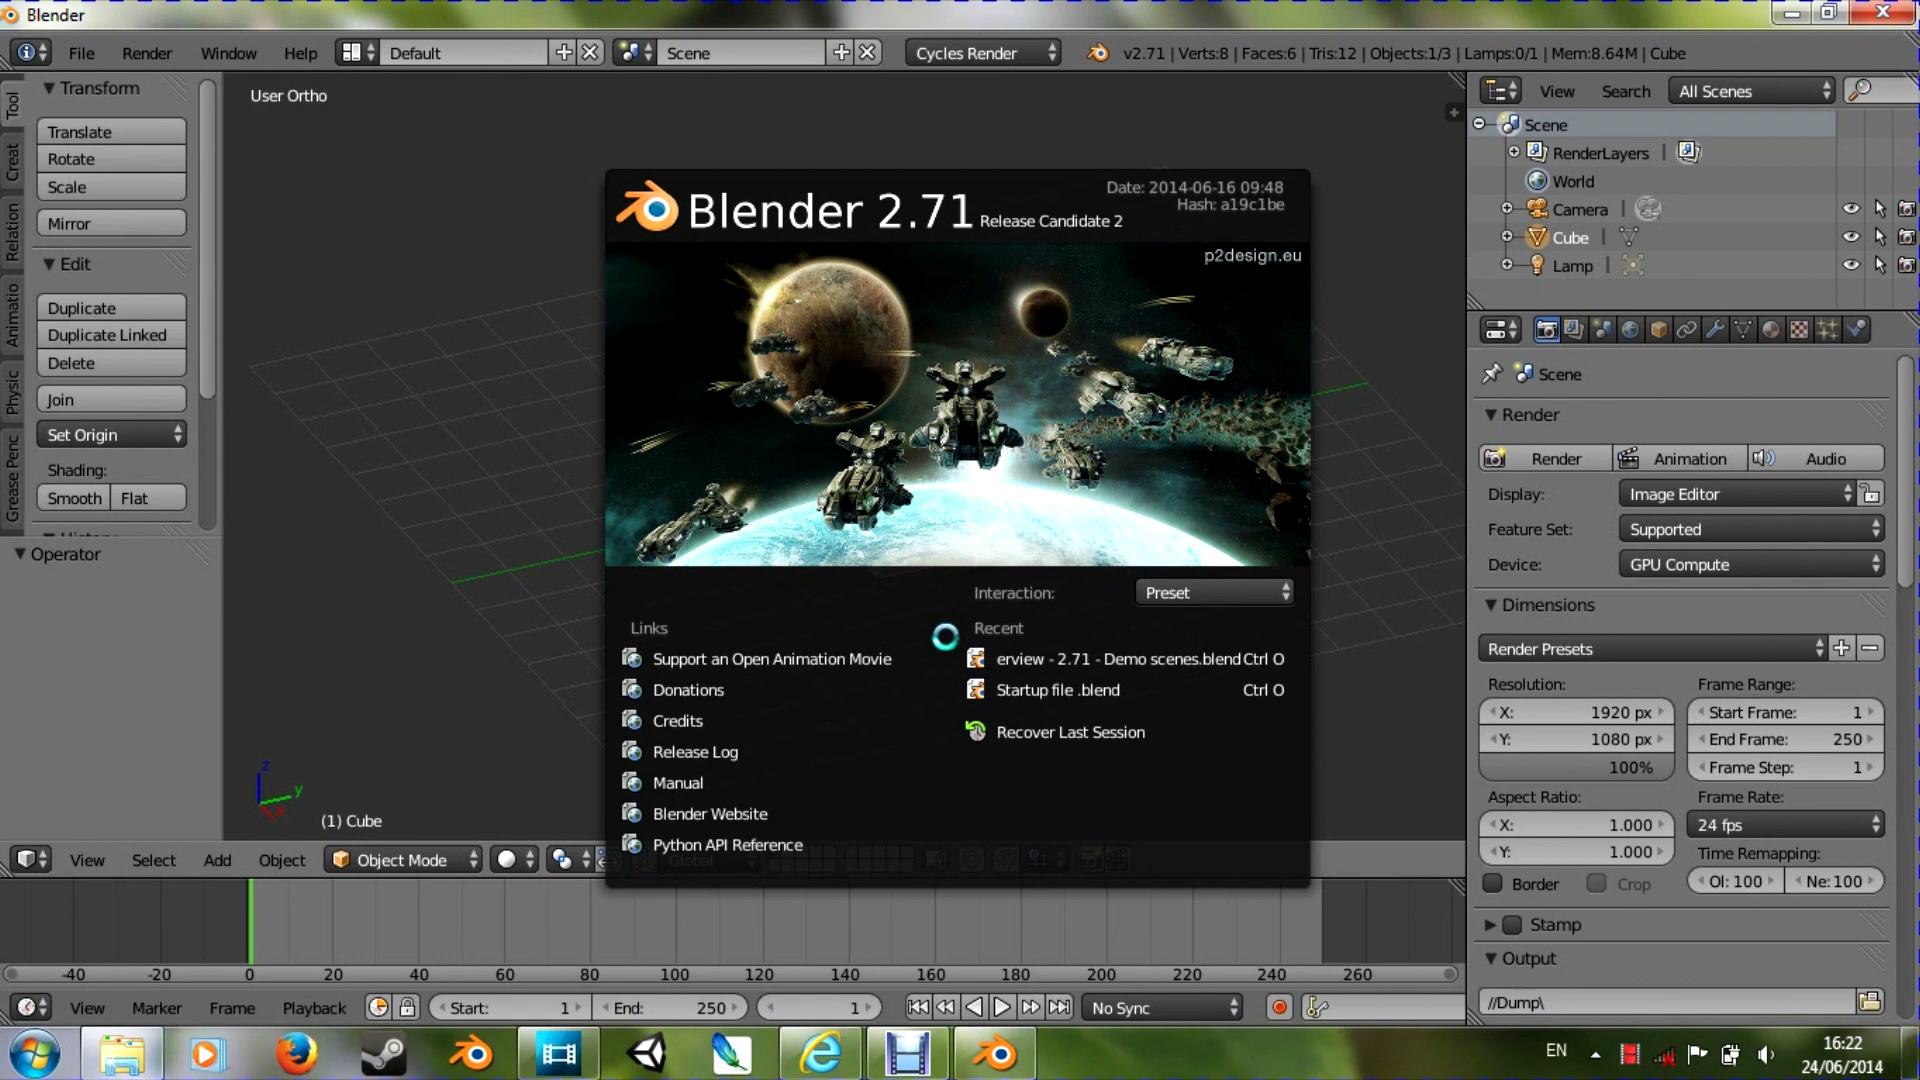 Blender
File Render Window Help Default Scene Cycles Render v2.71 | Verts:8 | Faces:6 | Tris:12 | Objects:1/3 | Lamps:0/1 | Mem:8.64M | Cube
Tool
Creat
Relation
Animatio
Physic
Grease Penc
Transform
Translate
Rotate
Scale
Mirror
Edit
Duplicate
Duplicate Linked
Delete
Join
Set Origin
Shading:
Smooth Flat
Operator
User Ortho
z
y
x
(1) Cube
Blender 2.71 Release Candidate 2
Date: 2014-06-16 09:48
Hash: a19c1be
p2design.eu
Interaction: Preset
Links
Support an Open Animation Movie
Donations
Credits
Release Log
Manual
Blender Website
Python API Reference
Recent
erview - 2.71 - Demo scenes.blend Ctrl O
Startup file .blend Ctrl O
Recover Last Session
View Select Add Object Object Mode Global
-40 -20 0 20 40 60 80 100 120 140 160 180 200 220 240 260
View Marker Frame Playback Start: 1 End: 250 1 No Sync
View Search All Scenes
Scene
RenderLayers |
World
Camera |
Cube |
Lamp |
Scene
Render
Render Animation Audio
Display: Image Editor
Feature Set: Supported
Device: GPU Compute
Dimensions
Render Presets
Resolution: Frame Range:
X: 1920 px Start Frame: 1
Y: 1080 px End Frame: 250
100% Frame Step: 1
Aspect Ratio: Frame Rate:
X: 1.000 24 fps
Y: 1.000 Time Remapping:
Border Crop Ol: 100 Ne: 100
Stamp
Output
//Dump\
EN
16:22
24/06/2014